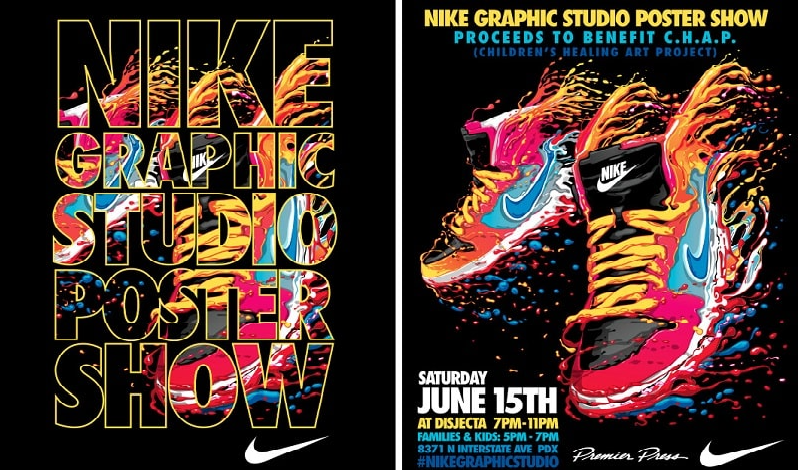 NIKE
GRAPHIC
STUDIO
POSTER
SHOW
NIKE
NIKE GRAPHIC STUDIO POSTER SHOW
PROCEEDS TO BENEFIT C.H.A.P.
(CHILDREN'S HEALING ART PROJECT)
NIKE
SATURDAY
JUNE 15TH
AT DISJECTA 7PM-11PM
FAMILIES & KIDS: 5PM - 7PM
8371 N INTERSTATE AVE PDX
#NIKEGRAPHICSTUDIO
Premier Press